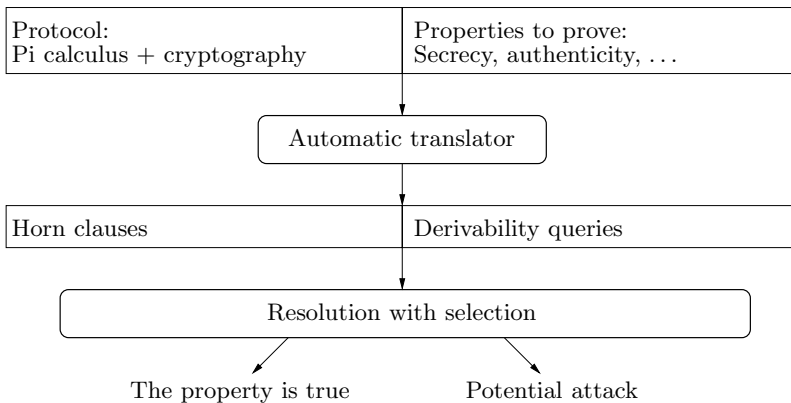 Protocol:
Pi calculus + cryptography
Properties to prove:
Secrecy, authenticity, …
Automatic translator
Horn clauses
Derivability queries
Resolution with selection
The property is true
Potential attack